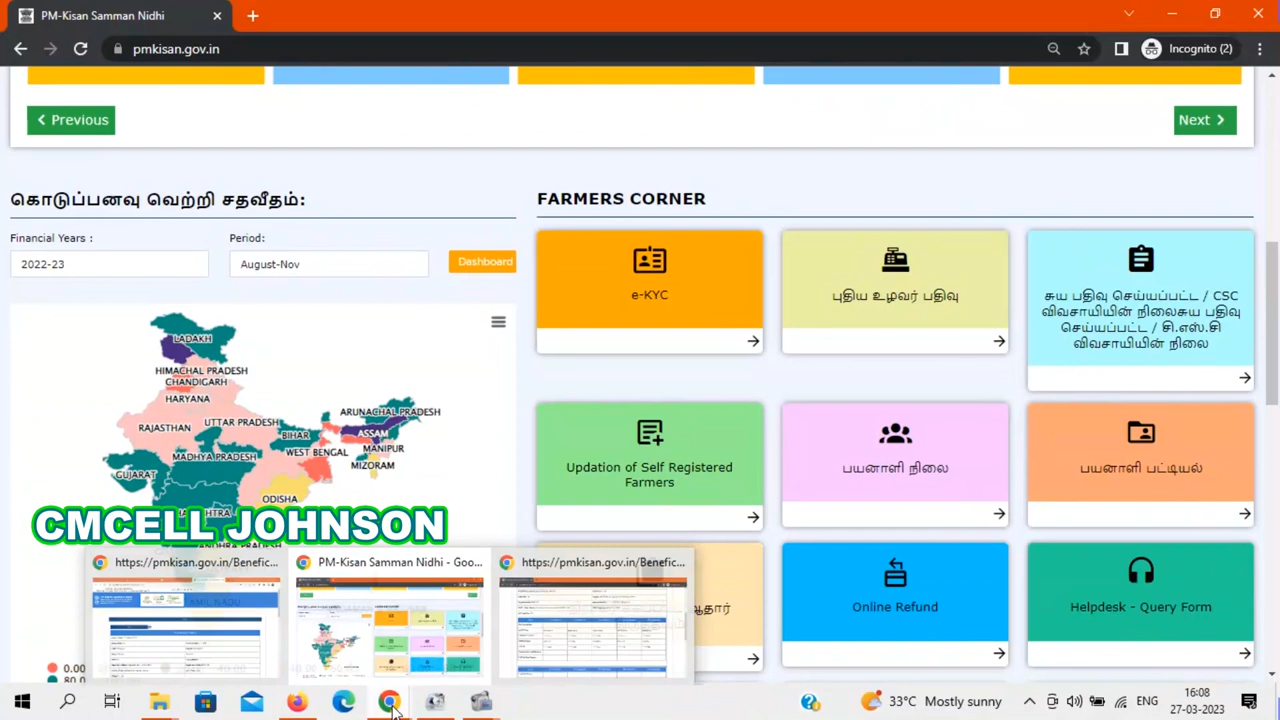 PM-Kisan Samman Nidhi
pmkisan.gov.in
Incognito (2)
Previous
Next
கொடுப்பனவு வெற்றி சதவீதம்:
Financial Years :
Period:
2022-23
August-Nov
Dashboard
LADAKH
HIMACHAL PRADESH
CHANDIGARH
HARYANA
ARUNACHAL PRADESH
RAJASTHAN
UTTAR PRADESH
BIHAR
ASSAM
MANIPUR
WEST BENGAL
MADHYA PRADESH
MIZORAM
GUJARAT
ODISHA
CMCELL JOHNSON
FARMERS CORNER
e-KYC
புதிய உழவர் பதிவு
சுய பதிவு செய்யப்பட்ட / CSC
விவசாயியின் நிலைசுயபதிவு
செய்யப்பட்ட / சி.எஸ்.சி
விவசாயியின் நிலை
Updation of Self Registered
Farmers
பயனாளி நிலை
பயனாளி பட்டியல்
Online Refund
Helpdesk - Query Form
https://pmkisan.gov.in/Benefic...
PM-Kisan Samman Nidhi - Goo...
https://pmkisan.gov.in/Benefic...
0.00
80.0
33°C Mostly sunny
ENG
16:08
27-03-2023